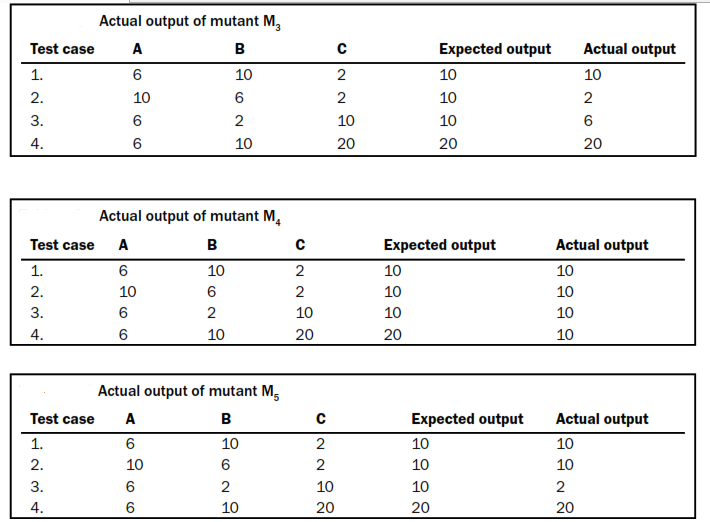 Actual output of mutant M₃
Test case A B C Expected output Actual output
1. 6 10 2 10 10
2. 10 6 2 10 2
3. 6 2 10 10 6
4. 6 10 20 20 20
Actual output of mutant M₄
Test case A B C Expected output Actual output
1. 6 10 2 10 10
2. 10 6 2 10 10
3. 6 2 10 10 10
4. 6 10 20 20 10
Actual output of mutant M₅
Test case A B C Expected output Actual output
1. 6 10 2 10 10
2. 10 6 2 10 10
3. 6 2 10 10 2
4. 6 10 20 20 20